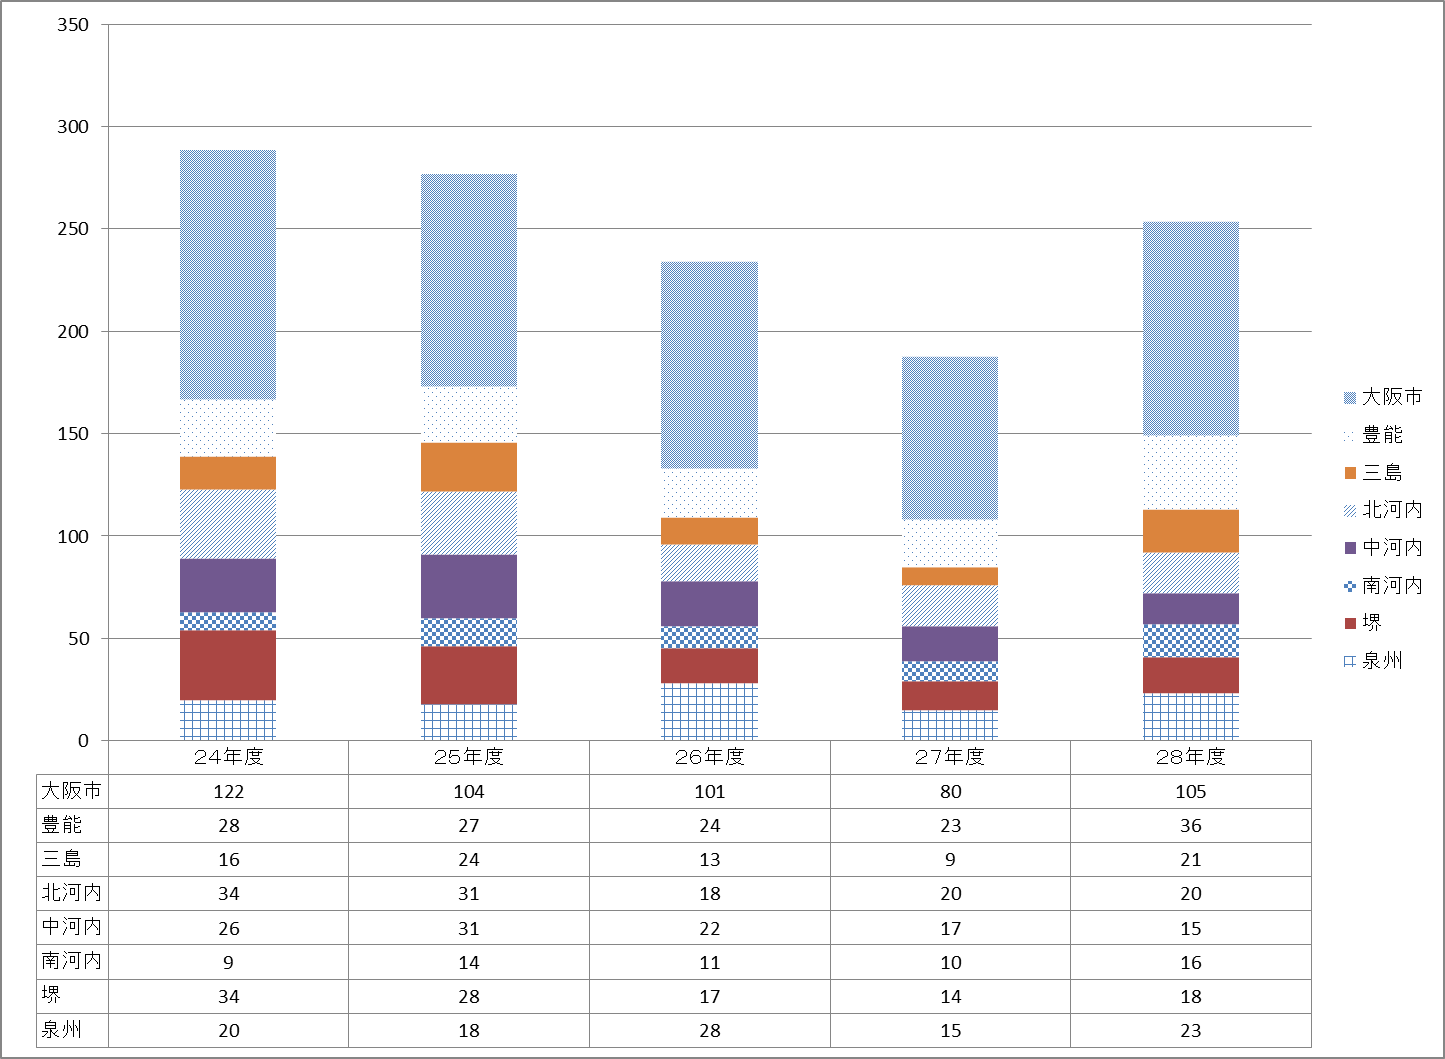 350
300
250
200
150
100
50
0
大阪市
豊能
三島
北河内
中河内
南河内
堺
泉州
24年度 25年度 26年度 27年度 28年度
大阪市 122 104 101 80 105
豊能 28 27 24 23 36
三島 16 24 13 9 21
北河内 34 31 18 20 20
中河内 26 31 22 17 15
南河内 9 14 11 10 16
堺 34 28 17 14 18
泉州 20 18 28 15 23